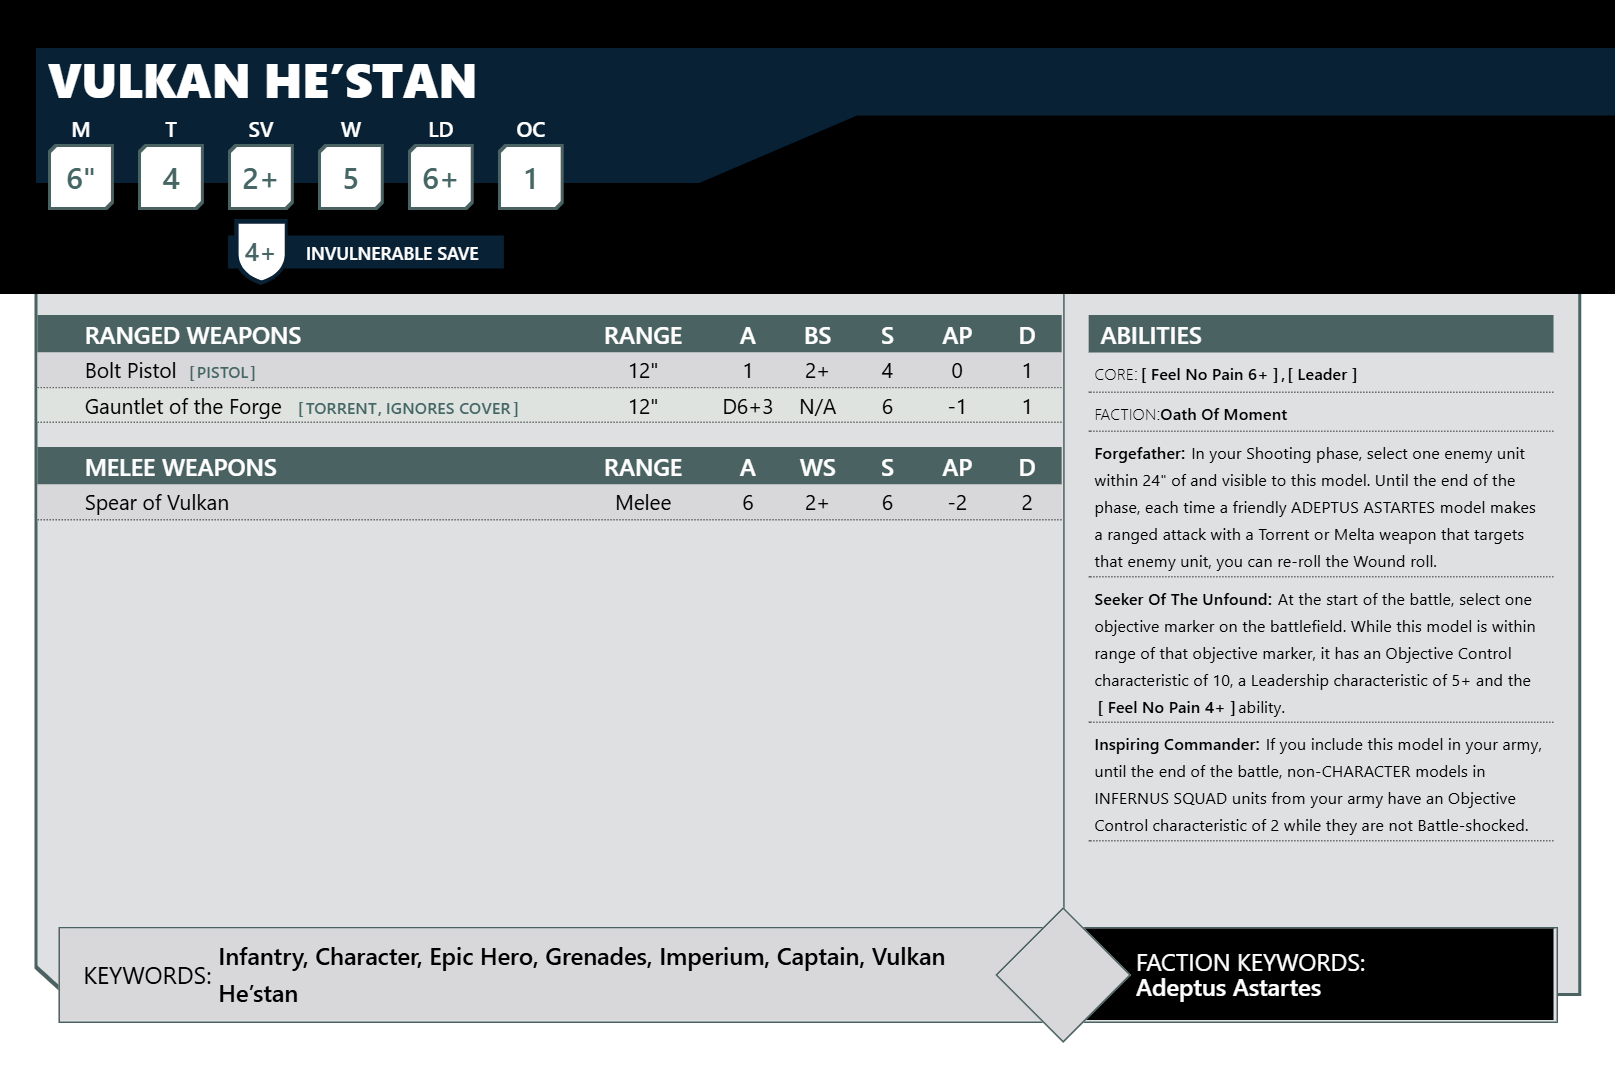 VULKAN HE’STAN
M T SV W LD OC
6" 4 2+ 5 6+ 1
4+ INVULNERABLE SAVE
RANGED WEAPONS RANGE A BS S AP D
Bolt Pistol [PISTOL] 12" 1 2+ 4 0 1
Gauntlet of the Forge [TORRENT, IGNORES COVER] 12" D6+3 N/A 6 -1 1
MELEE WEAPONS RANGE A WS S AP D
Spear of Vulkan Melee 6 2+ 6 -2 2
ABILITIES
CORE: [ Feel No Pain 6+ ] , [ Leader ]
FACTION:Oath Of Moment
Forgefather: In your Shooting phase, select one enemy unit
within 24" of and visible to this model. Until the end of the
phase, each time a friendly ADEPTUS ASTARTES model makes
a ranged attack with a Torrent or Melta weapon that targets
that enemy unit, you can re-roll the Wound roll.
Seeker Of The Unfound: At the start of the battle, select one
objective marker on the battlefield. While this model is within
range of that objective marker, it has an Objective Control
characteristic of 10, a Leadership characteristic of 5+ and the
[ Feel No Pain 4+ ] ability.
Inspiring Commander: If you include this model in your army,
until the end of the battle, non-CHARACTER models in
INFERNUS SQUAD units from your army have an Objective
Control characteristic of 2 while they are not Battle-shocked.
KEYWORDS: Infantry, Character, Epic Hero, Grenades, Imperium, Captain, Vulkan
He’stan
FACTION KEYWORDS:
Adeptus Astartes